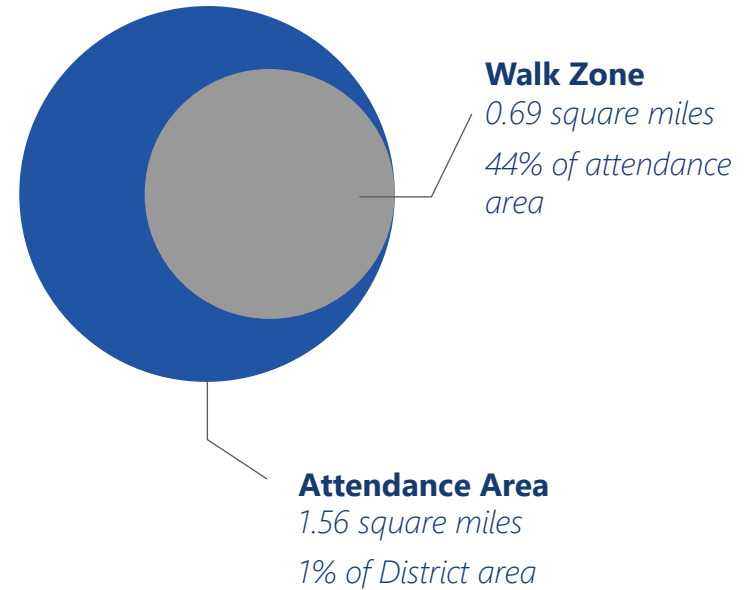 Walk Zone
0.69 square miles
44% of attendance
area
Attendance Area
1.56 square miles
1% of District area